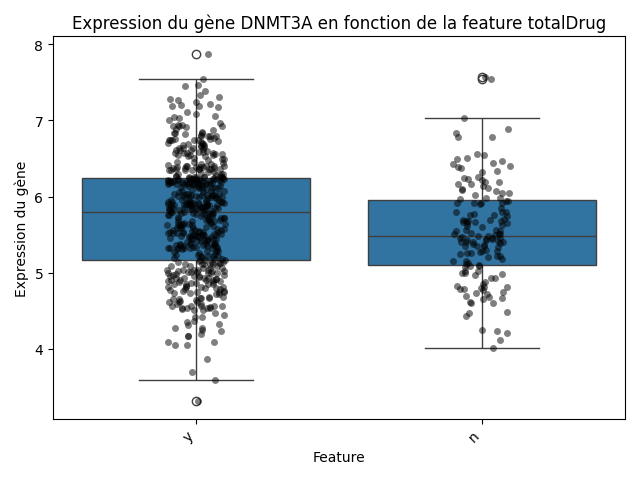 Expression du gène DNMT3A en fonction de la feature totalDrug
8
7
6
5
4
Expression du gène
y
n
Feature